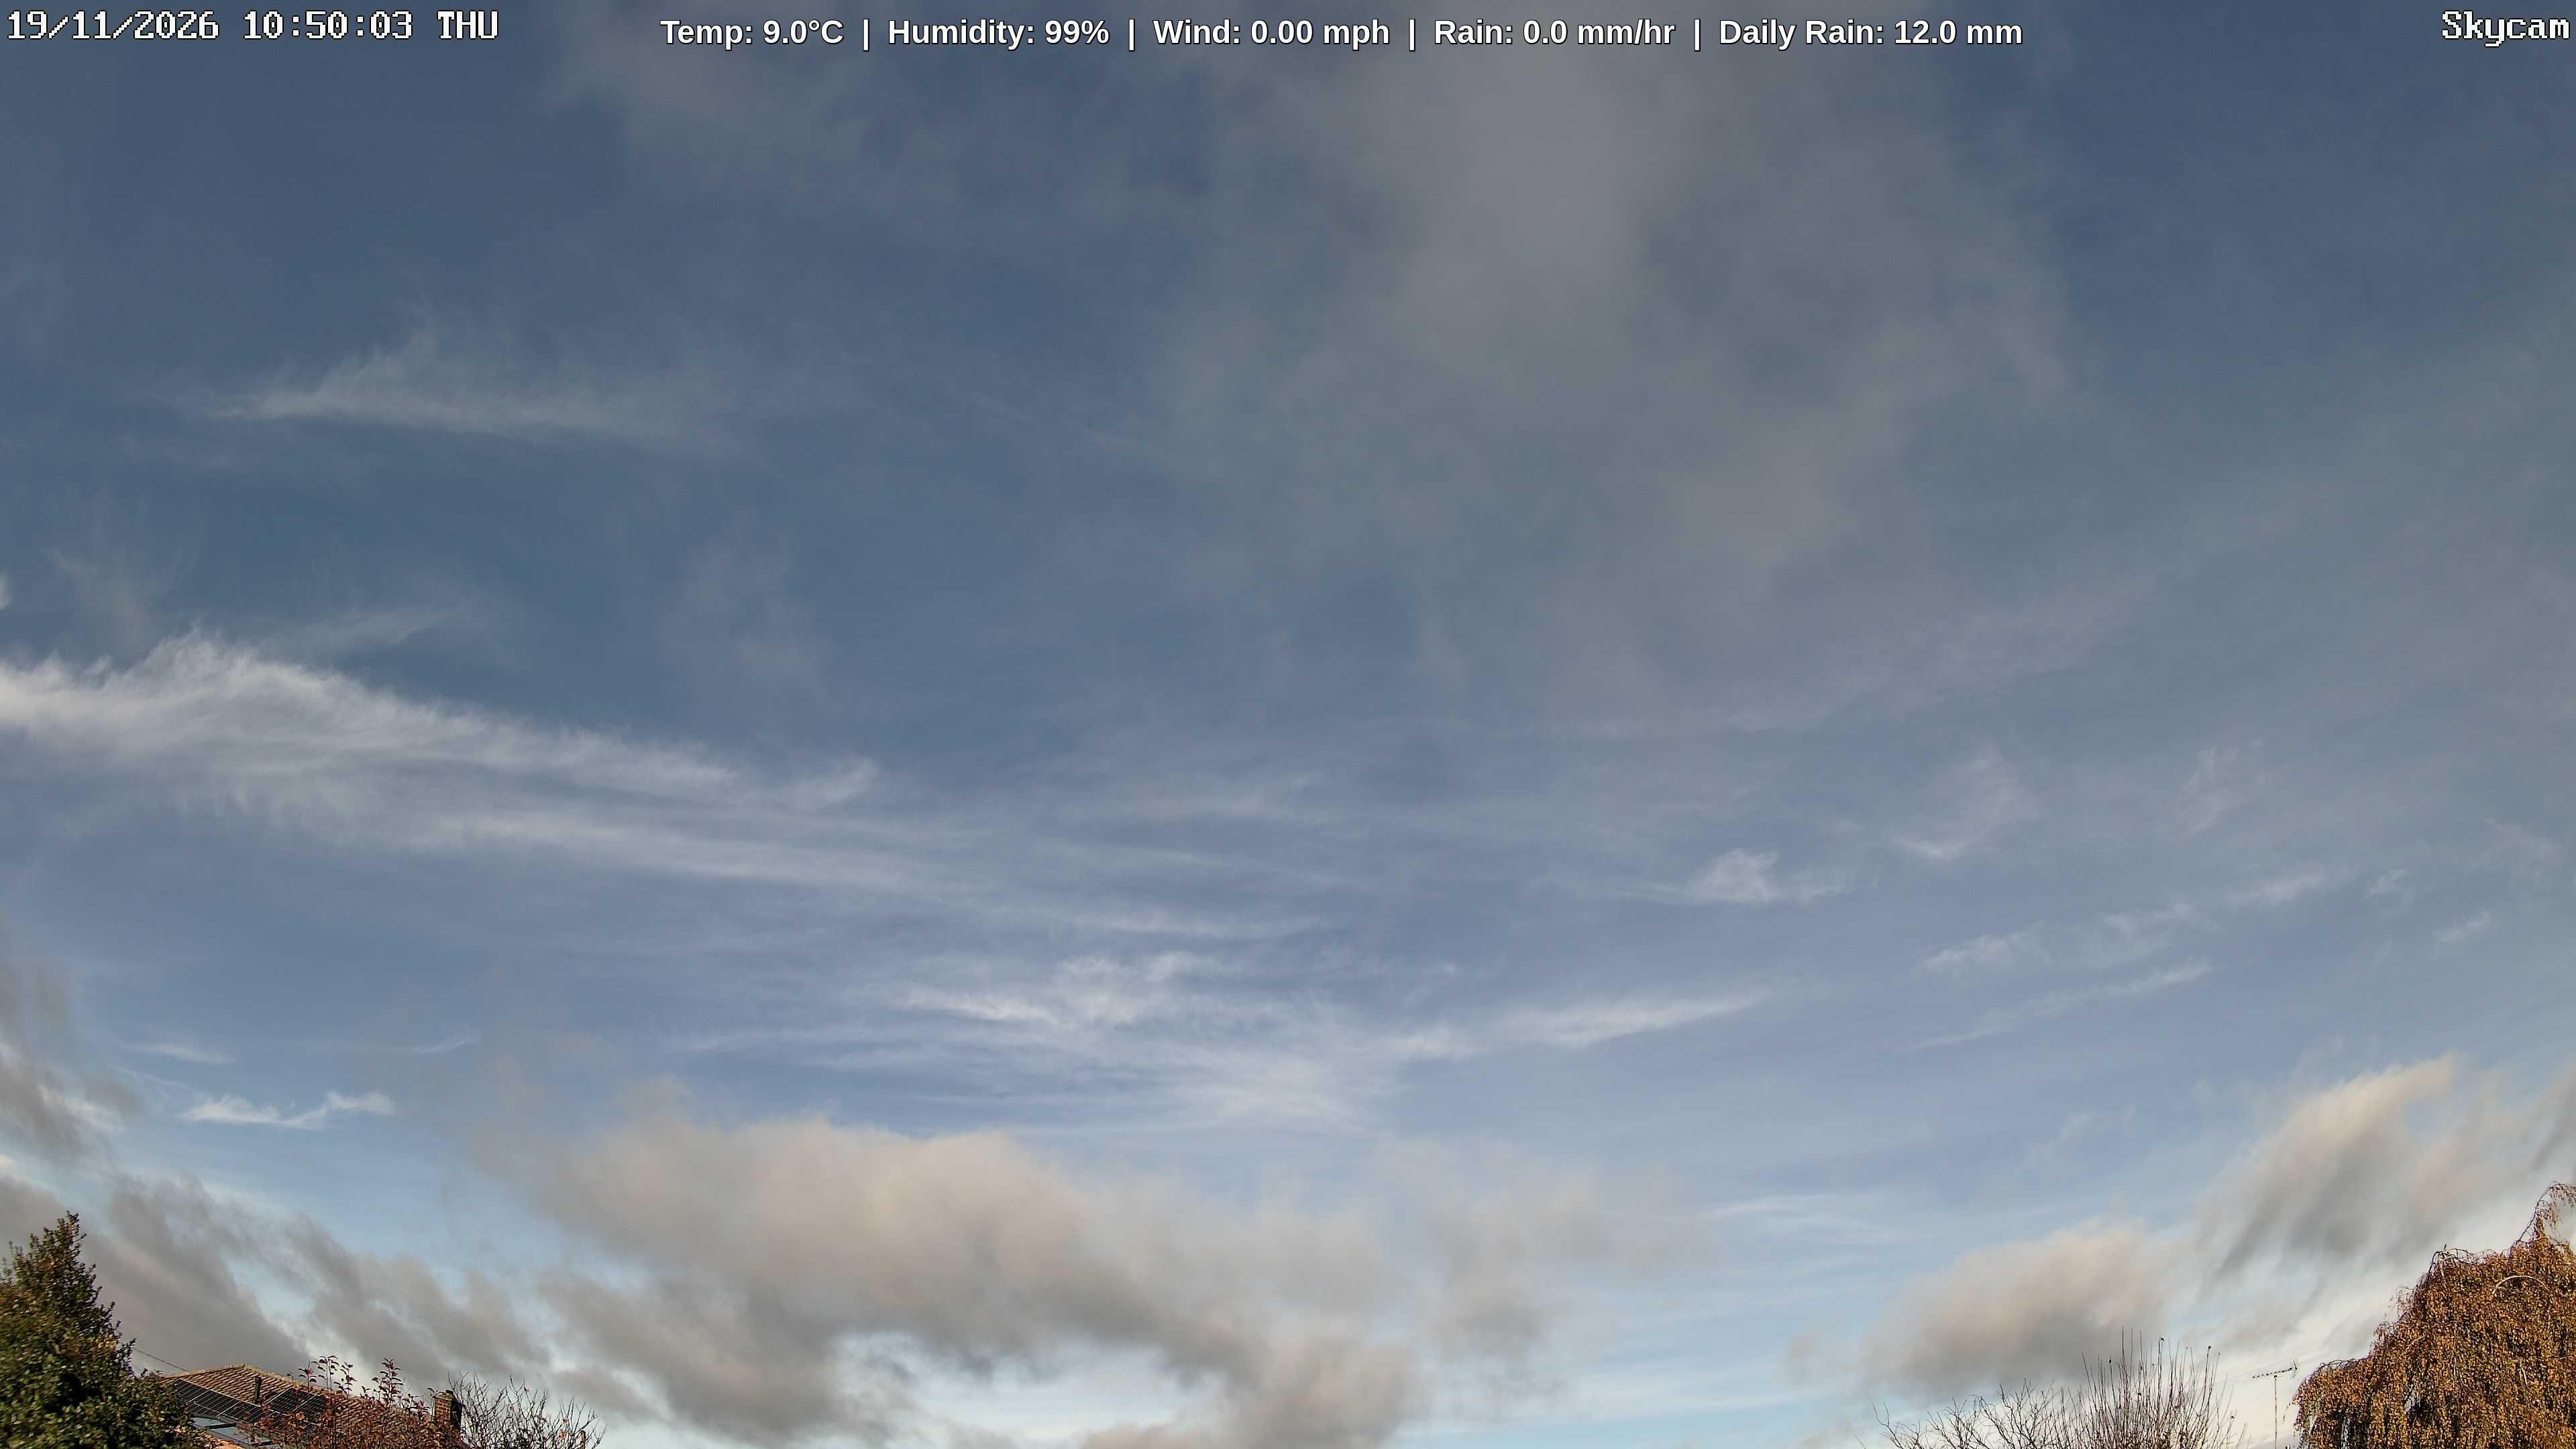 19/11/2026 10:50:03 THU
Temp: 9.0°C | Humidity: 99% | Wind: 0.00 mph | Rain: 0.0 mm/hr | Daily Rain: 12.0 mm
Skycam